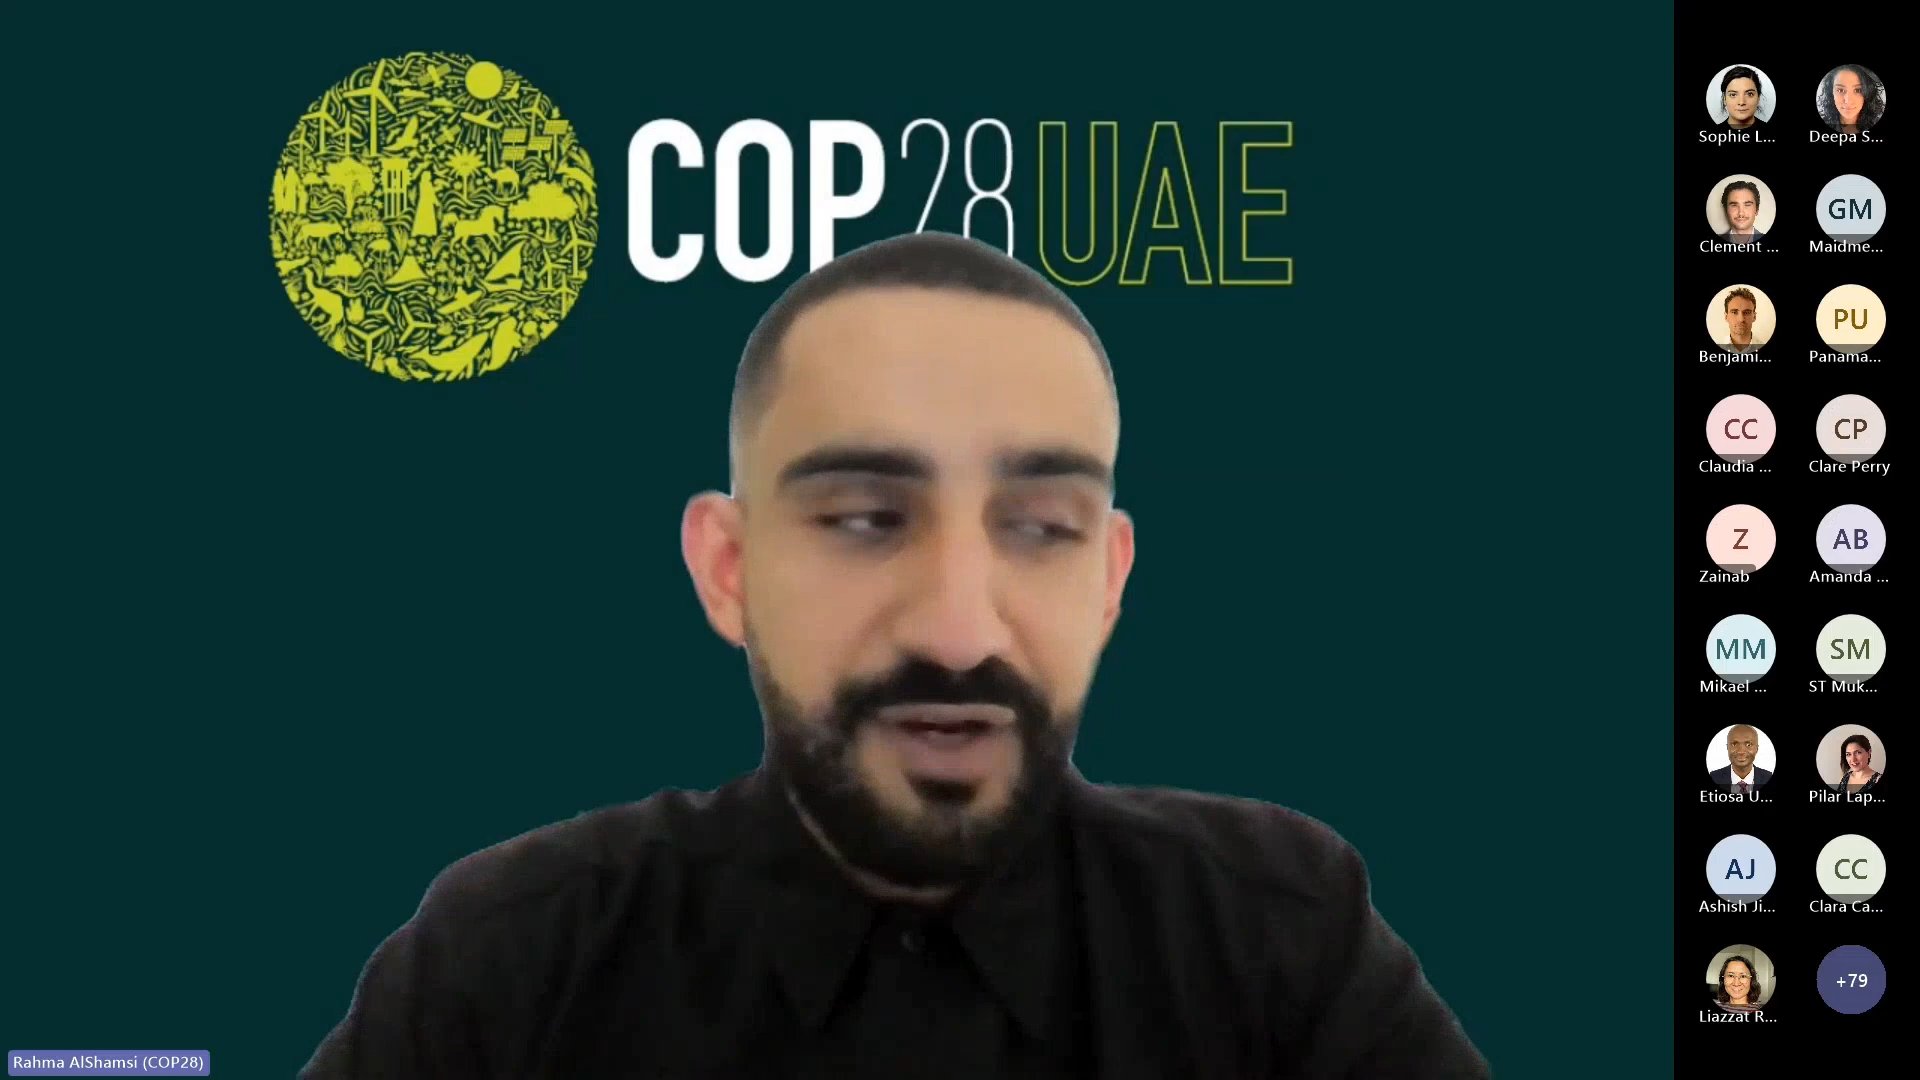 COP28UAE
Sophie L...
Deepa S...
Clement ...
GM
Maidme...
Benjami...
PU
Panama...
CC
Claudia ...
CP
Clare Perry
Z
Zainab
AB
Amanda ...
MM
Mikael ...
SM
ST Muk...
Etiosa U...
Pilar Lap...
AJ
Ashish Ji...
CC
Clara Ca...
Liazzat R...
+79
Rahma AlShamsi (COP28)